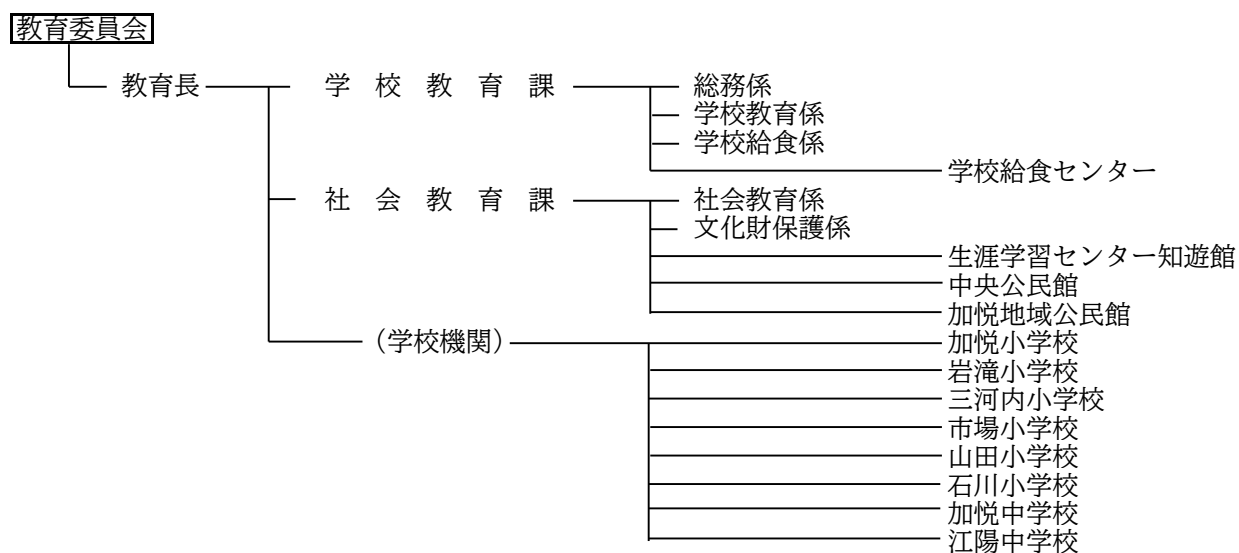 教育委員会
教育長 学校教育課 総務係
学校教育係
学校給食係
学校給食センター
社会教育課 社会教育係
文化財保護係
生涯学習センター知遊館
中央公民館
加悦地域公民館
(学校機関) 加悦小学校
岩滝小学校
三河内小学校
市場小学校
山田小学校
石川小学校
加悦中学校
江陽中学校